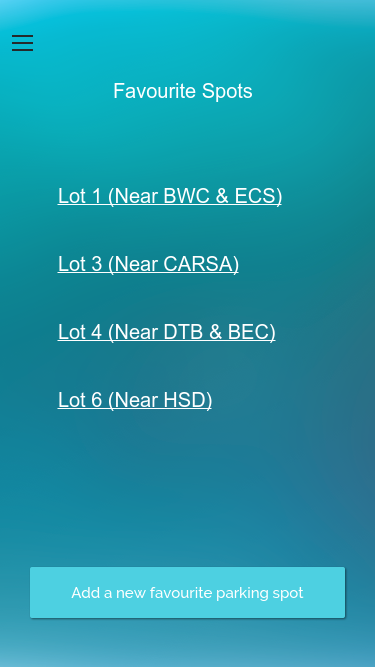 Favourite Spots
Lot 1 (Near BWC & ECS)
Lot 3 (Near CARSA)
Lot 4 (Near DTB & BEC)
Lot 6 (Near HSD)
Add a new favourite parking spot